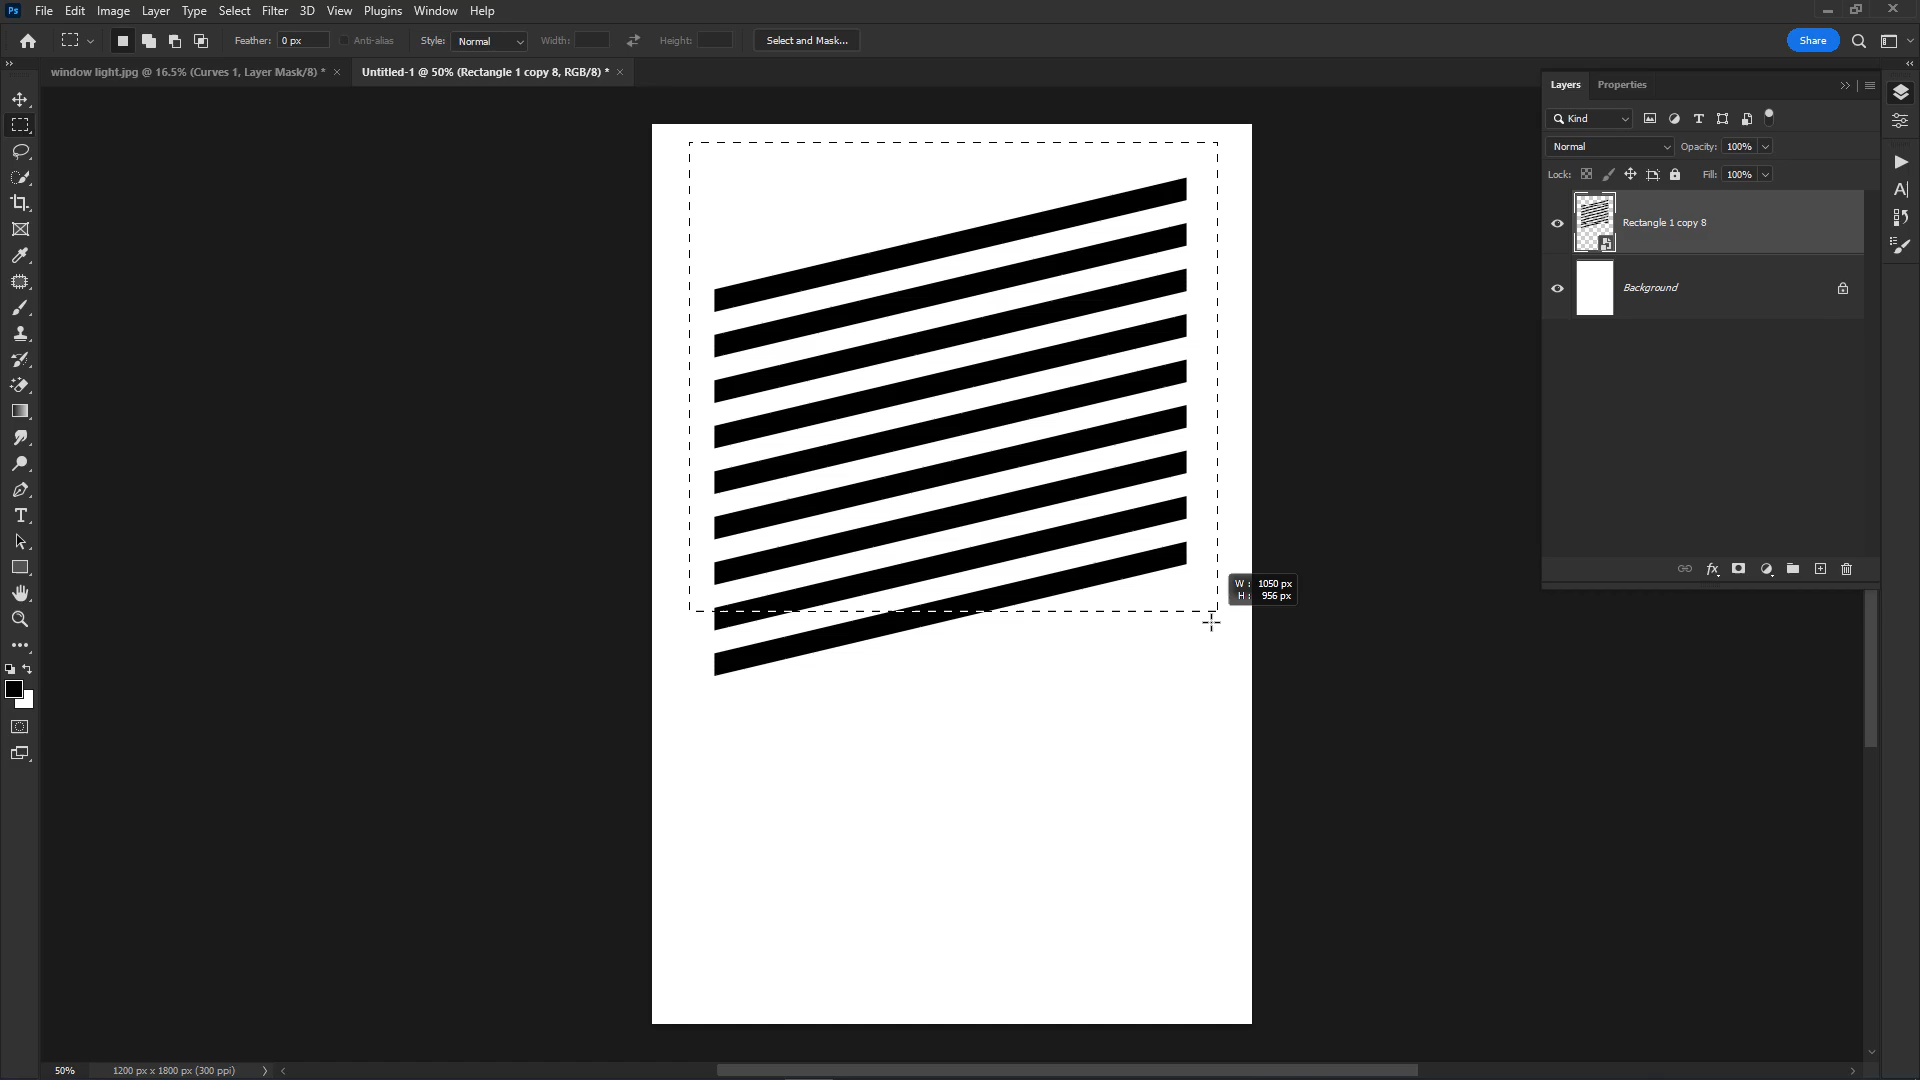 Ps File Edit Image Layer Type Select Filter 3D View Plugins Window Help
Feather: 0 px Anti-alias Style: Normal Width: Height: Select and Mask... Share
window light.jpg @ 16.5% (Curves 1, Layer Mask/8) * × Untitled-1 @ 50% (Rectangle 1 copy 8, RGB/8) * ×
Layers Properties
Kind
Normal Opacity: 100%
Lock: Fill: 100%
Rectangle 1 copy 8
Background
W : 1050 px
H : 956 px
50% 1200 px x 1800 px (300 ppi)